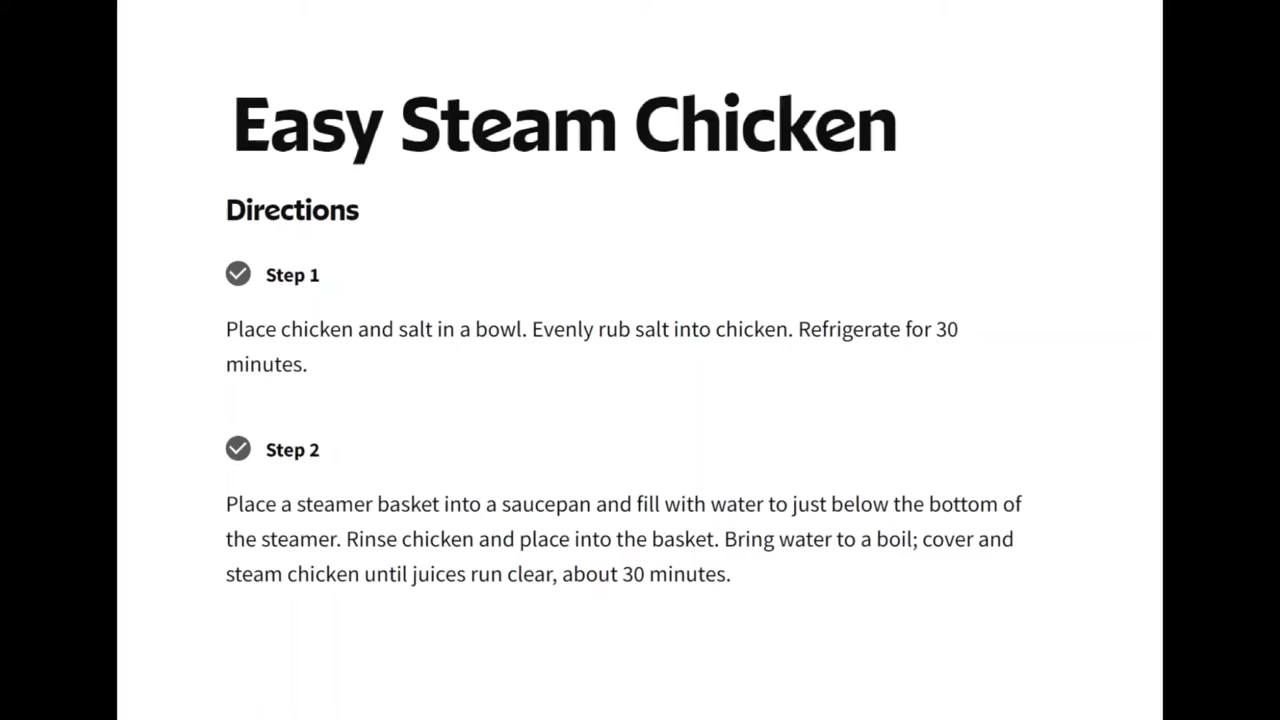 Easy Steam Chicken
Directions
Step 1
Place chicken and salt in a bowl. Evenly rub salt into chicken. Refrigerate for 30
minutes.
Step 2
Place a steamer basket into a saucepan and fill with water to just below the bottom of
the steamer. Rinse chicken and place into the basket. Bring water to a boil; cover and
steam chicken until juices run clear, about 30 minutes.